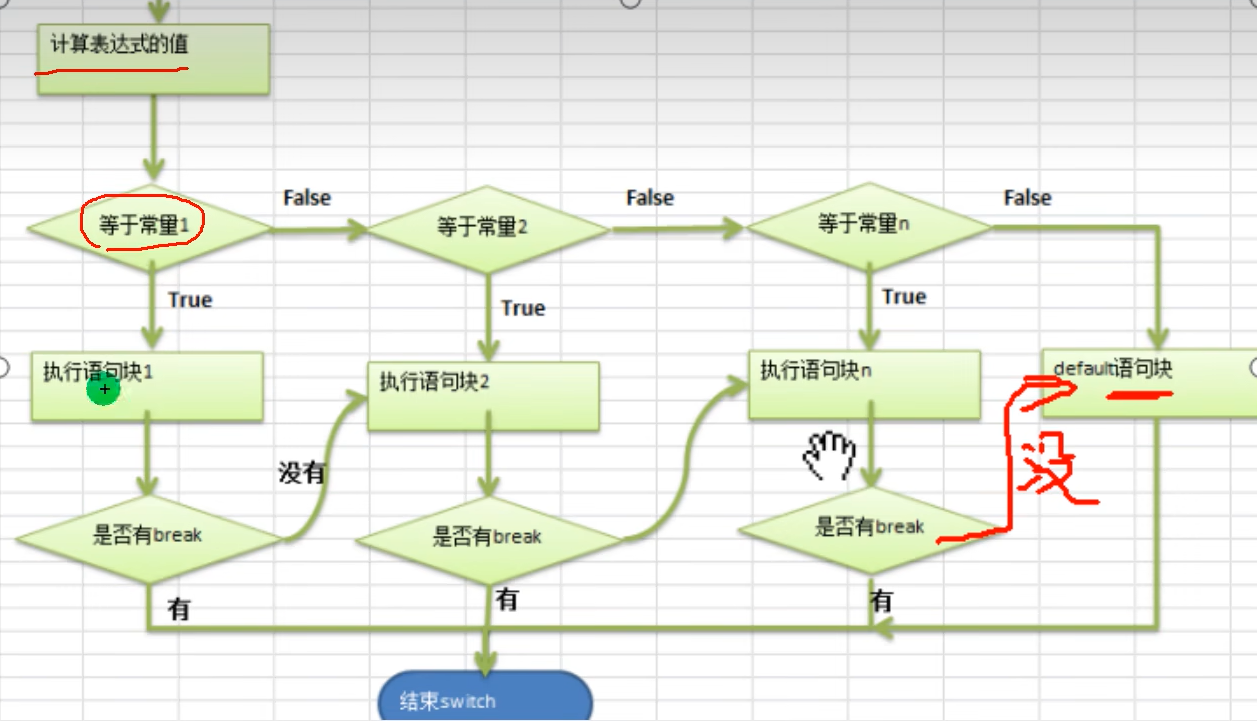 计算表达式的值
False
False
False
等于常量1
等于常量2
等于常量n
True
True
True
执行语句块1
执行语句块2
执行语句块n
default语句块
没有
没
是否有break
是否有break
是否有break
有
有
有
结束switch